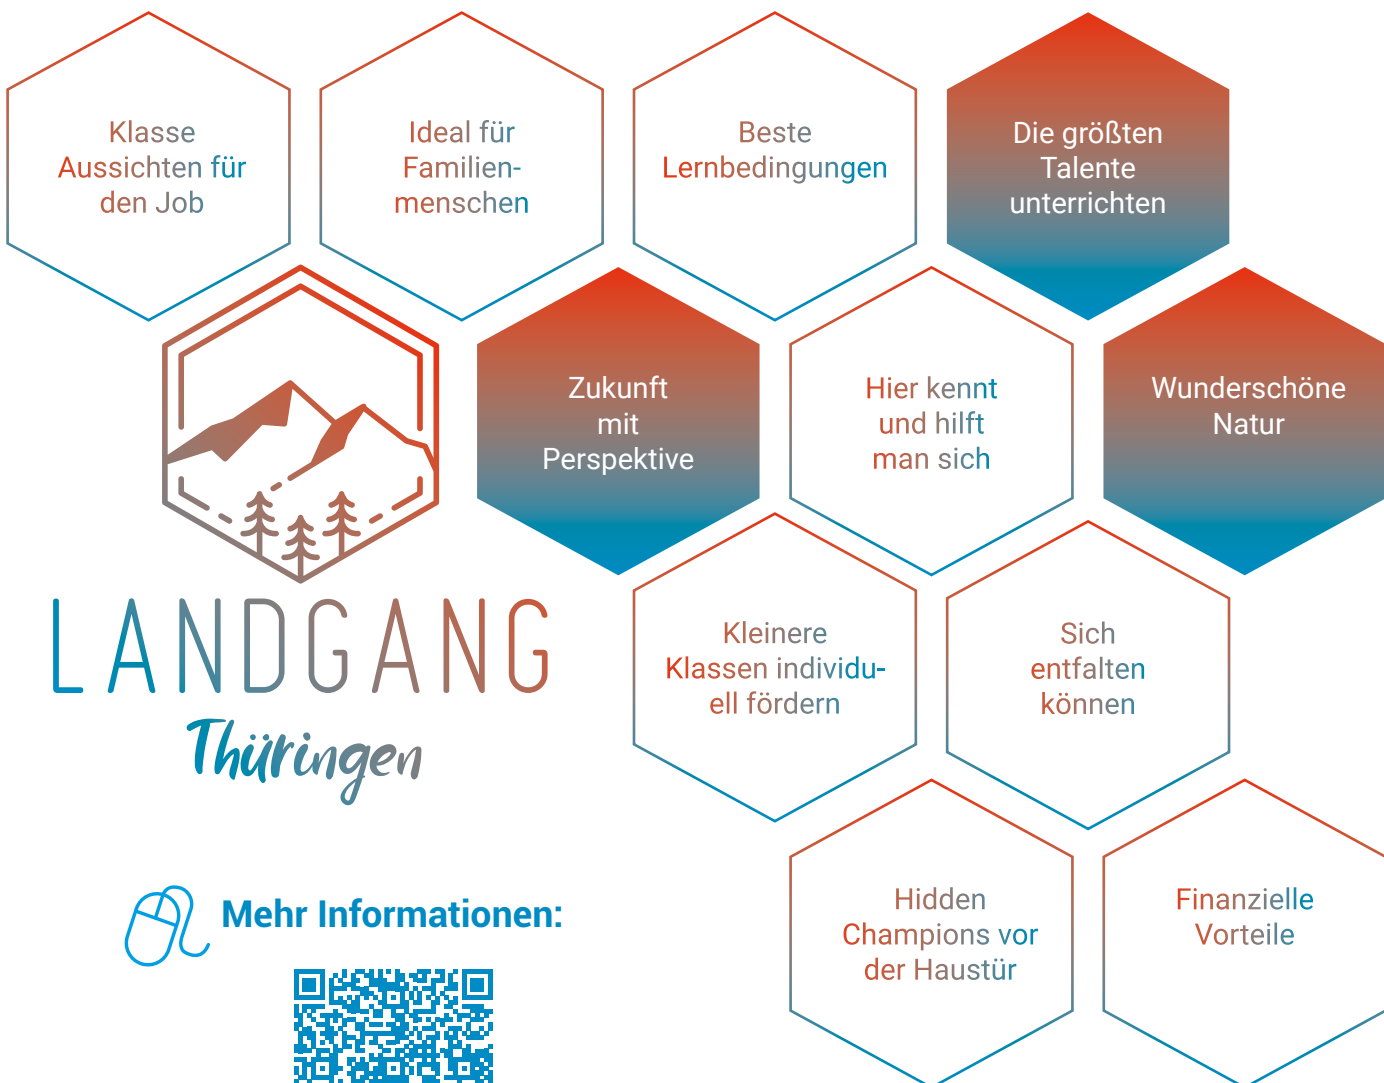 Klasse
Aussichten für
den Job
Ideal für
Familien-
menschen
Beste
Lernbedingungen
Die größten
Talente
unterrichten
Zukunft
mit
Perspektive
Hier kennt
und hilft
man sich
Wunderschöne
Natur
LANDGANG
Thüringen
Kleinere
Klassen individu-
ell fördern
Sich
entfalten
können
Mehr Informationen:
Hidden
Champions vor
der Haustür
Finanzielle
Vorteile